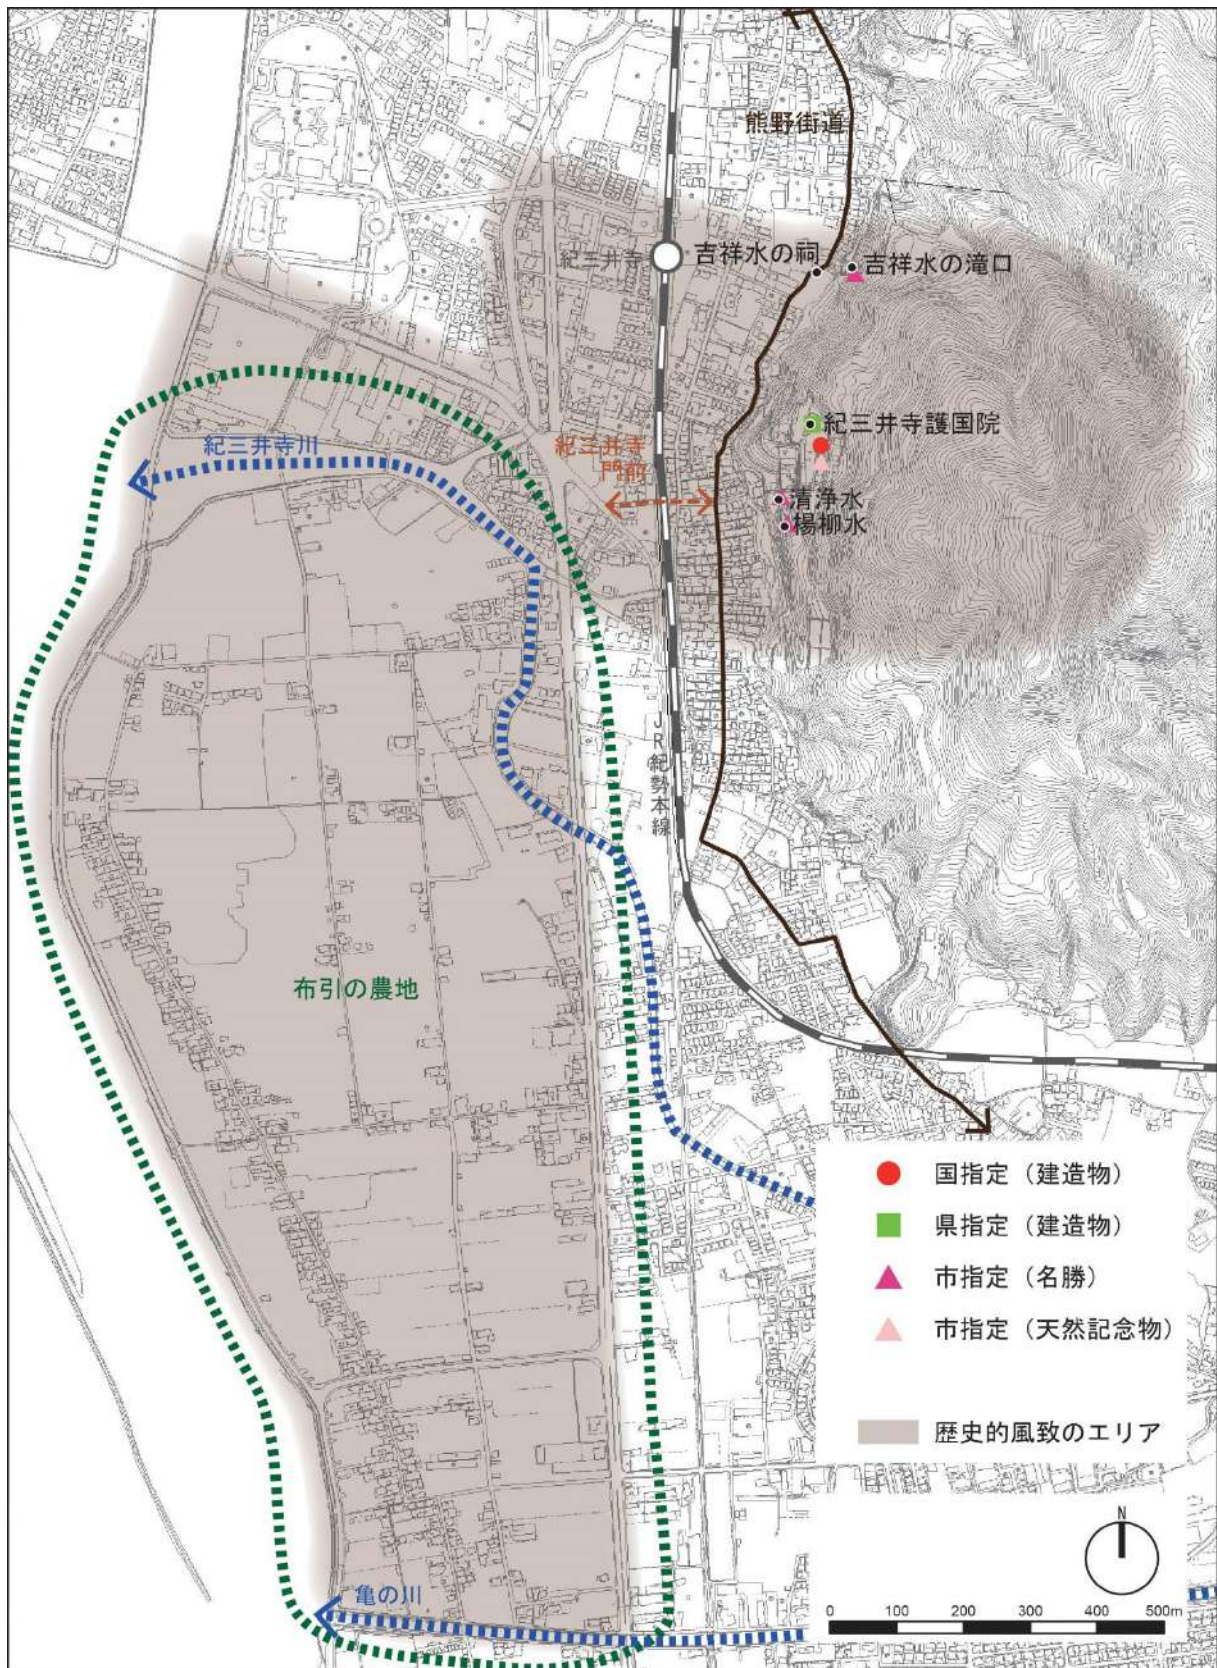 熊野街道
紀三井寺
吉祥水の祠
吉祥水の滝口
紀三井寺護国院
紀三井寺川
紀三井寺
門前
清浄水
楊柳水
JR紀勢本線
布引の農地
国指定（建造物）
県指定（建造物）
市指定（名勝）
市指定（天然記念物）
歴史的風致のエリア
N
亀の川
0 100 200 300 400 500m